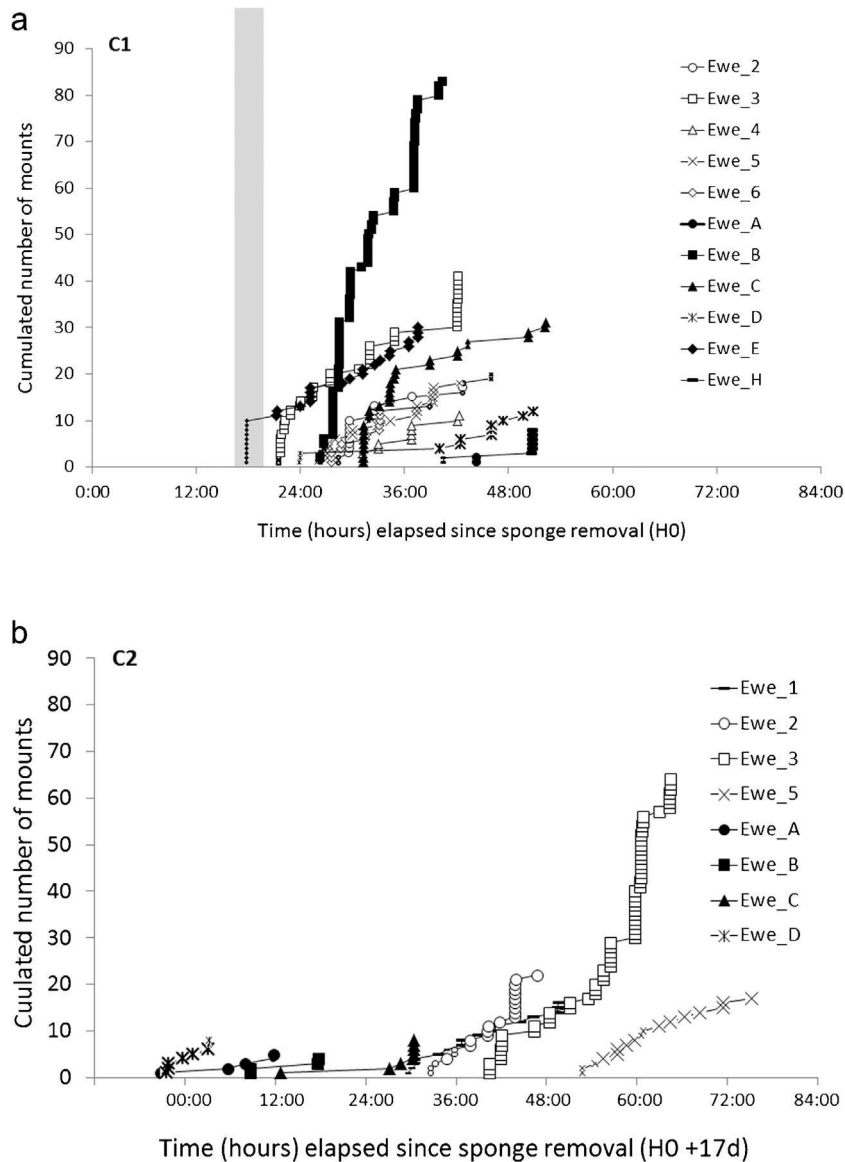 a
C1
90
80
70
60
50
40
30
20
10
0
Cumulated number of mounts
0:00 12:00 24:00 36:00 48:00 60:00 72:00 84:00
Time (hours) elapsed since sponge removal (H0)
Ewe_2
Ewe_3
Ewe_4
Ewe_5
Ewe_6
Ewe_A
Ewe_B
Ewe_C
Ewe_D
Ewe_E
Ewe_H
b
C2
90
80
70
60
50
40
30
20
10
0
Cuulated number of mounts
00:00 12:00 24:00 36:00 48:00 60:00 72:00 84:00
Time (hours) elapsed since sponge removal (H0 +17d)
Ewe_1
Ewe_2
Ewe_3
Ewe_5
Ewe_A
Ewe_B
Ewe_C
Ewe_D